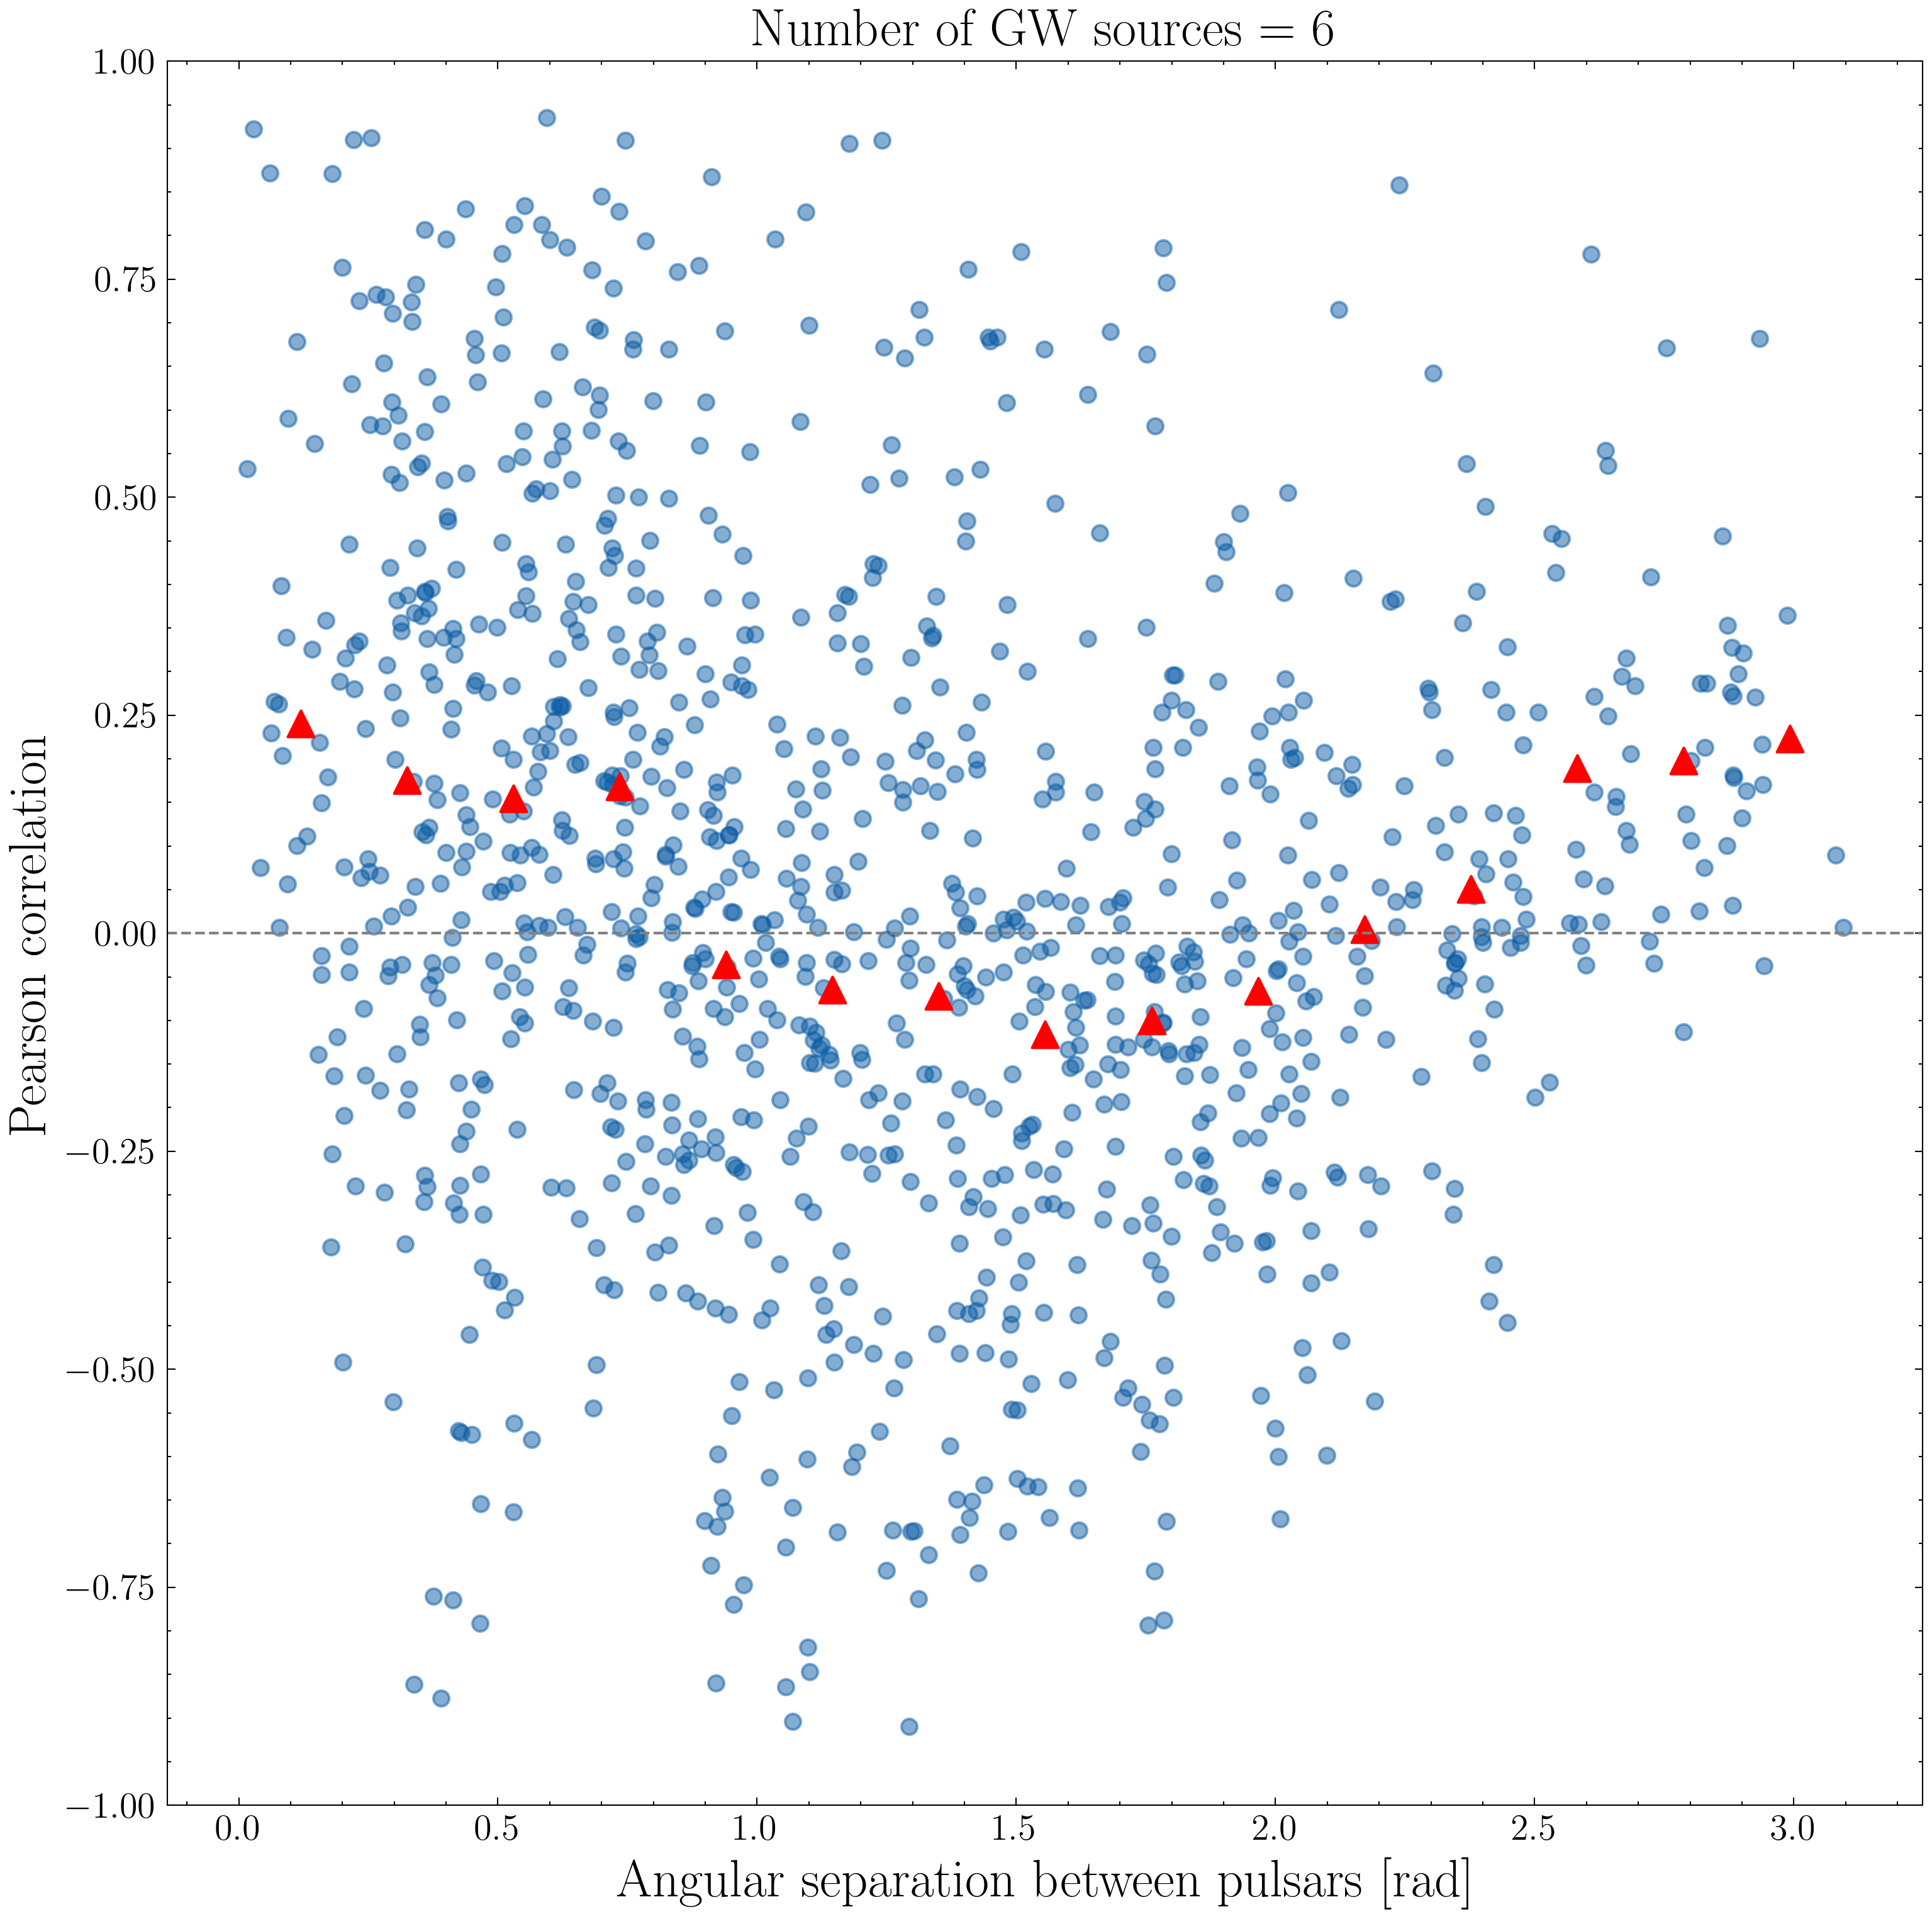 Number of GW sources = 6
1.00
0.75
0.50
0.25
0.00
−0.25
−0.50
−0.75
−1.00
Pearson correlation
0.0 0.5 1.0 1.5 2.0 2.5 3.0
Angular separation between pulsars [rad]